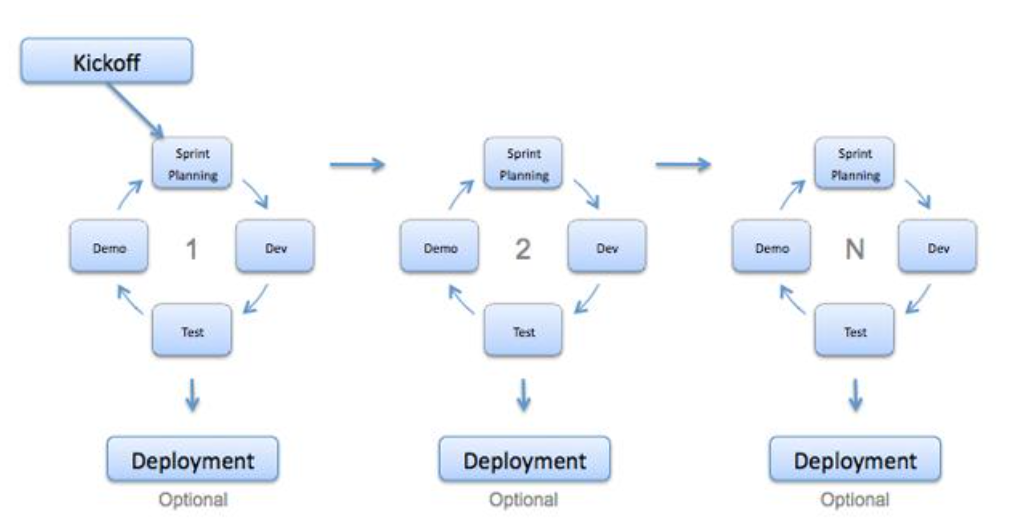 Kickoff
Sprint
Planning
Demo
1
Dev
Test
Deployment
Optional
Sprint
Planning
Demo
2
Dev
Test
Deployment
Optional
Sprint
Planning
Demo
N
Dev
Test
Deployment
Optional